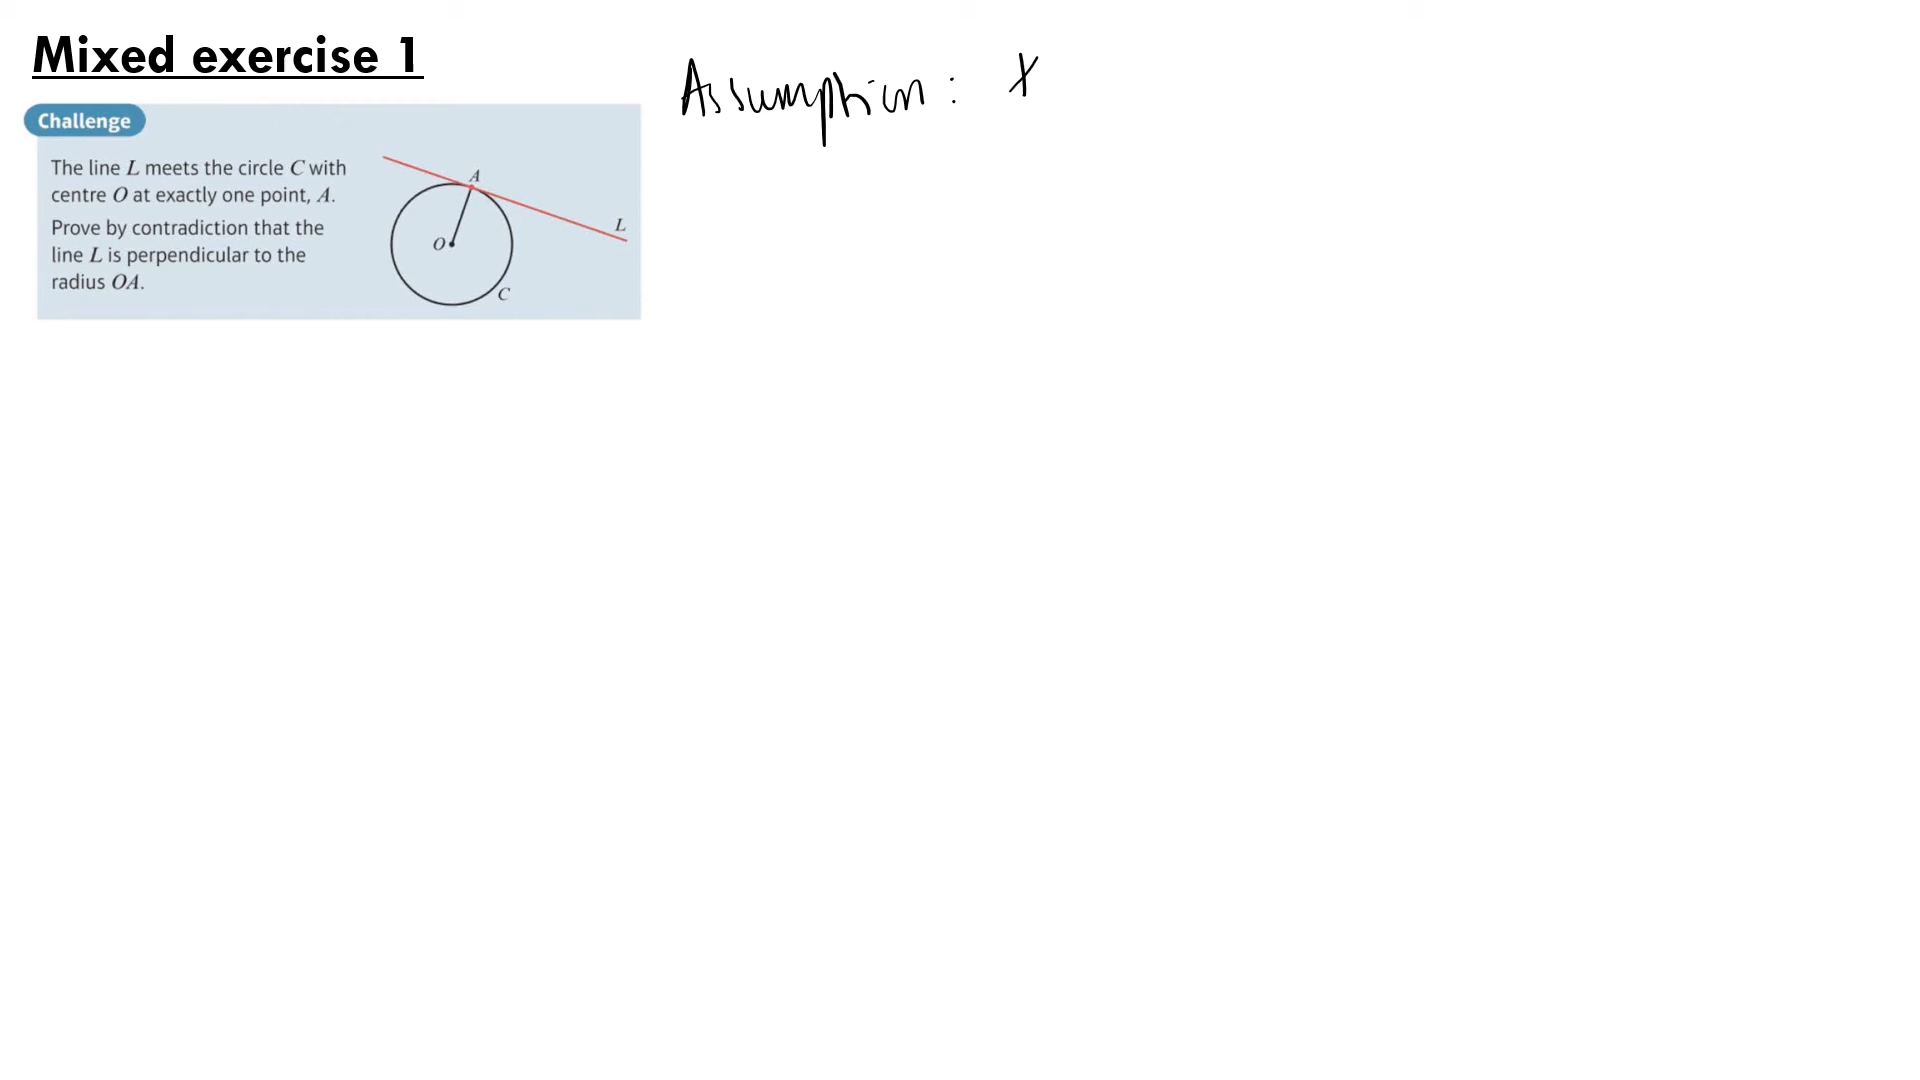 Mixed exercise 1
Assumption :
Challenge
The line L meets the circle C with
centre O at exactly one point, A.
Prove by contradiction that the
line L is perpendicular to the
radius OA.
A
L
O
C